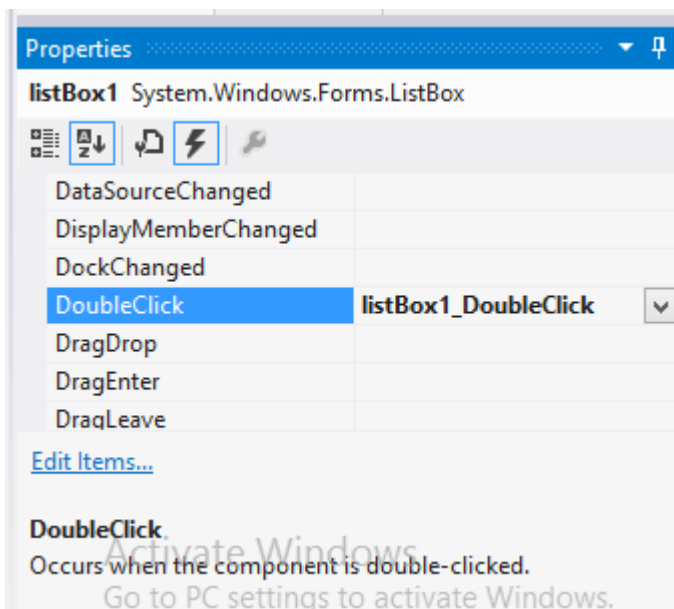 Properties
listBox1 System.Windows.Forms.ListBox
DataSourceChanged
DisplayMemberChanged
DockChanged
DoubleClick listBox1_DoubleClick
DragDrop
DragEnter
DragLeave
Edit Items...
DoubleClick
Activate Windows
Occurs when the component is double-clicked.
Go to PC settings to activate Windows.